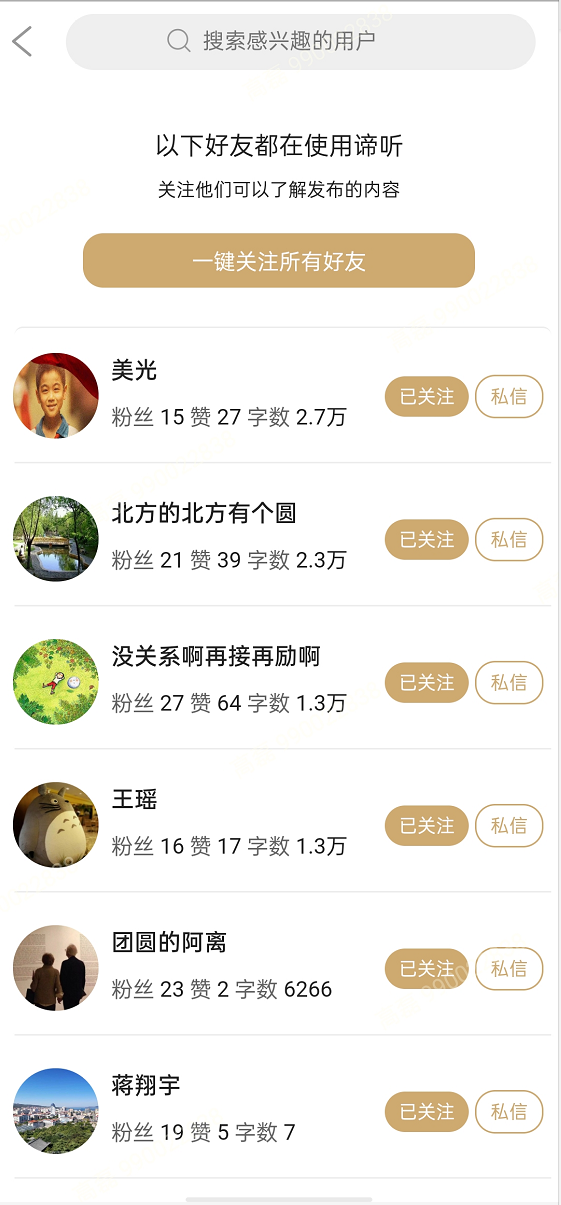 搜索感兴趣的用户
以下好友都在使用谛听
关注他们可以了解发布的内容
一键关注所有好友
美光
粉丝 15 赞 27 字数 2.7万
已关注 私信
北方的北方有个圆
粉丝 21 赞 39 字数 2.3万
已关注 私信
没关系啊再接再励啊
粉丝 27 赞 64 字数 1.3万
已关注 私信
王瑶
粉丝 16 赞 17 字数 1.3万
已关注 私信
团圆的阿离
粉丝 23 赞 2 字数 6266
已关注 私信
蒋翔宇
粉丝 19 赞 5 字数 7
已关注 私信